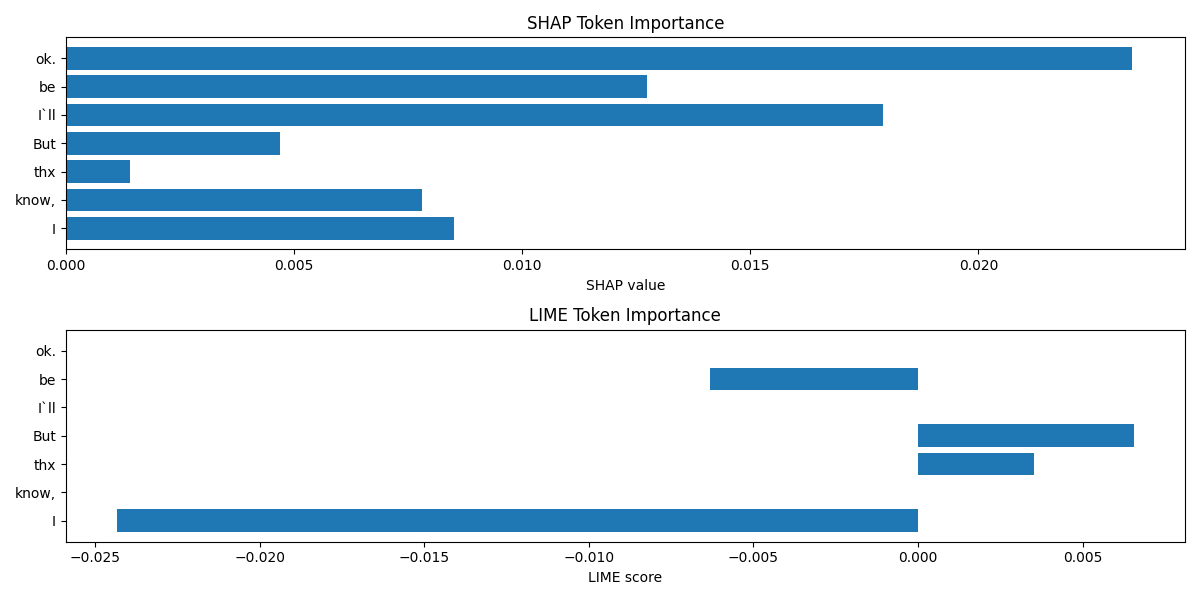 SHAP Token Importance
ok.
be
I`ll
But
thx
know,
I
0.000 0.005 0.010 0.015 0.020
SHAP value
LIME Token Importance
ok.
be
I`ll
But
thx
know,
I
−0.025 −0.020 −0.015 −0.010 −0.005 0.000 0.005
LIME score